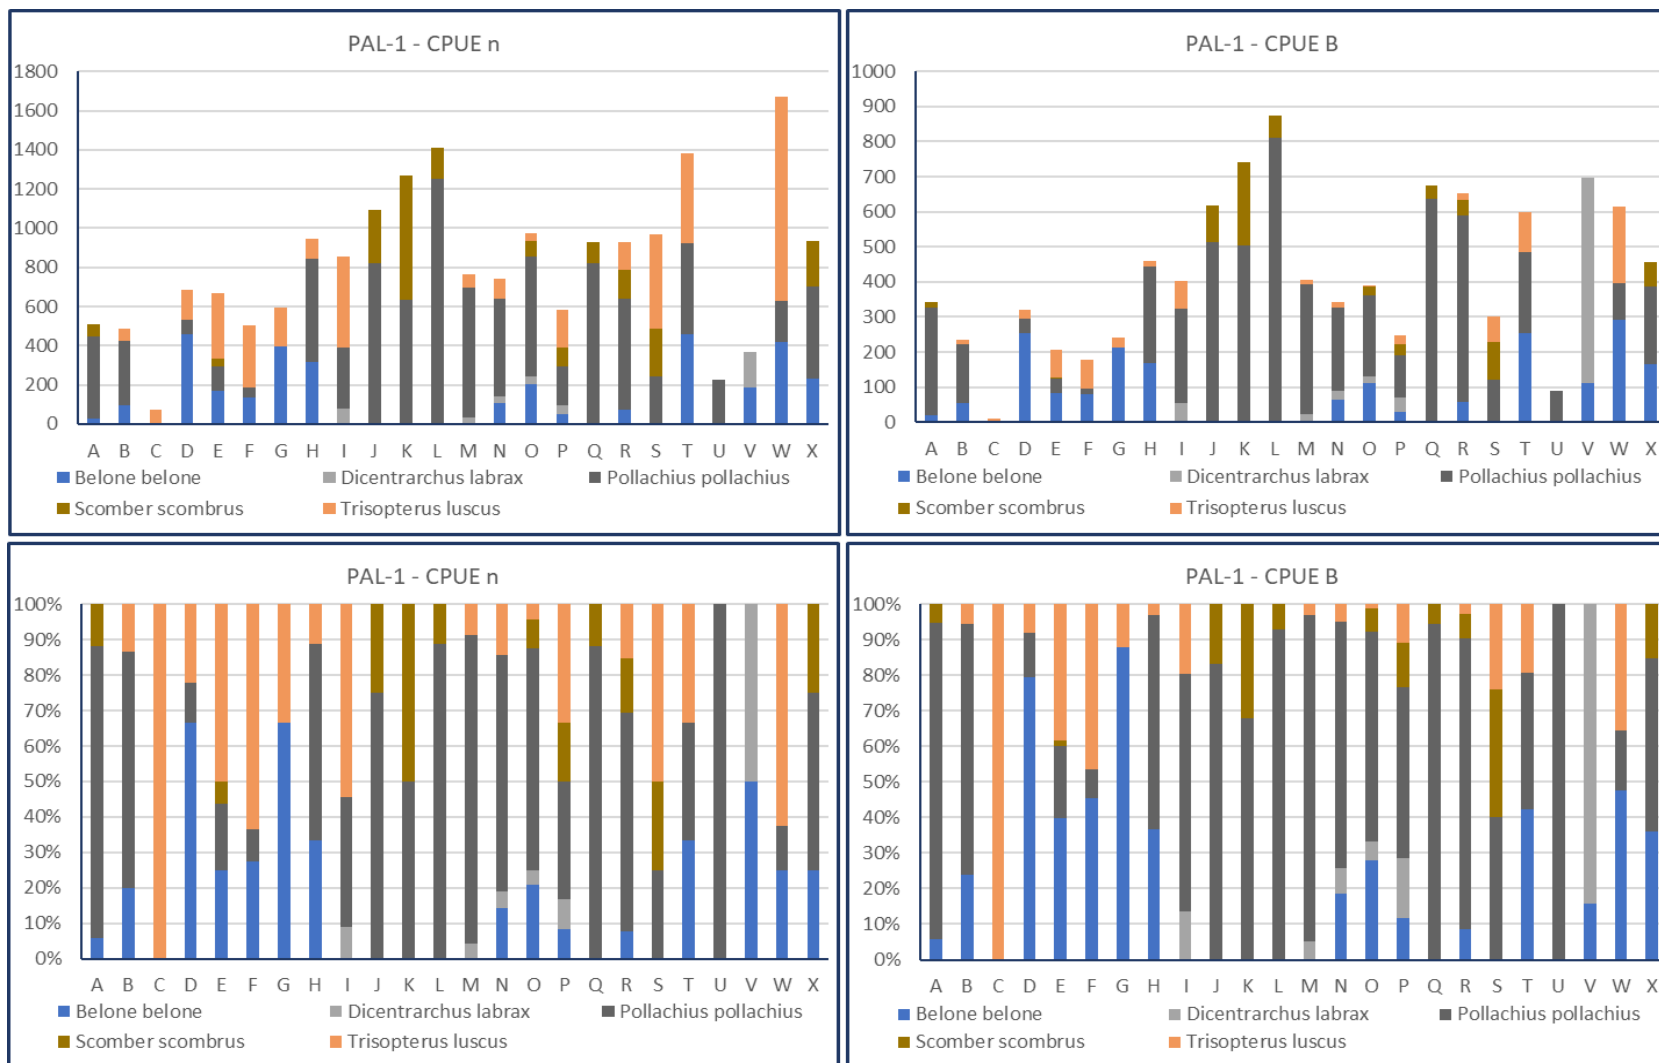 PAL-1 - CPUE n
1800
1600
1400
1200
1000
800
600
400
200
0
A B C D E F G H I J K L M N O P Q R S T U V W X
Belone belone Dicentrarchus labrax Pollachius pollachius
Scomber scombrus Trisopterus luscus
PAL-1 - CPUE B
1000
900
800
700
600
500
400
300
200
100
0
A B C D E F G H I J K L M N O P Q R S T U V W X
Belone belone Dicentrarchus labrax Pollachius pollachius
Scomber scombrus Trisopterus luscus
PAL-1 - CPUE n
100%
90%
80%
70%
60%
50%
40%
30%
20%
10%
0%
A B C D E F G H I J K L M N O P Q R S T U V W X
Belone belone Dicentrarchus labrax Pollachius pollachius
Scomber scombrus Trisopterus luscus
PAL-1 - CPUE B
100%
90%
80%
70%
60%
50%
40%
30%
20%
10%
0%
A B C D E F G H I J K L M N O P Q R S T U V W X
Belone belone Dicentrarchus labrax Pollachius pollachius
Scomber scombrus Trisopterus luscus